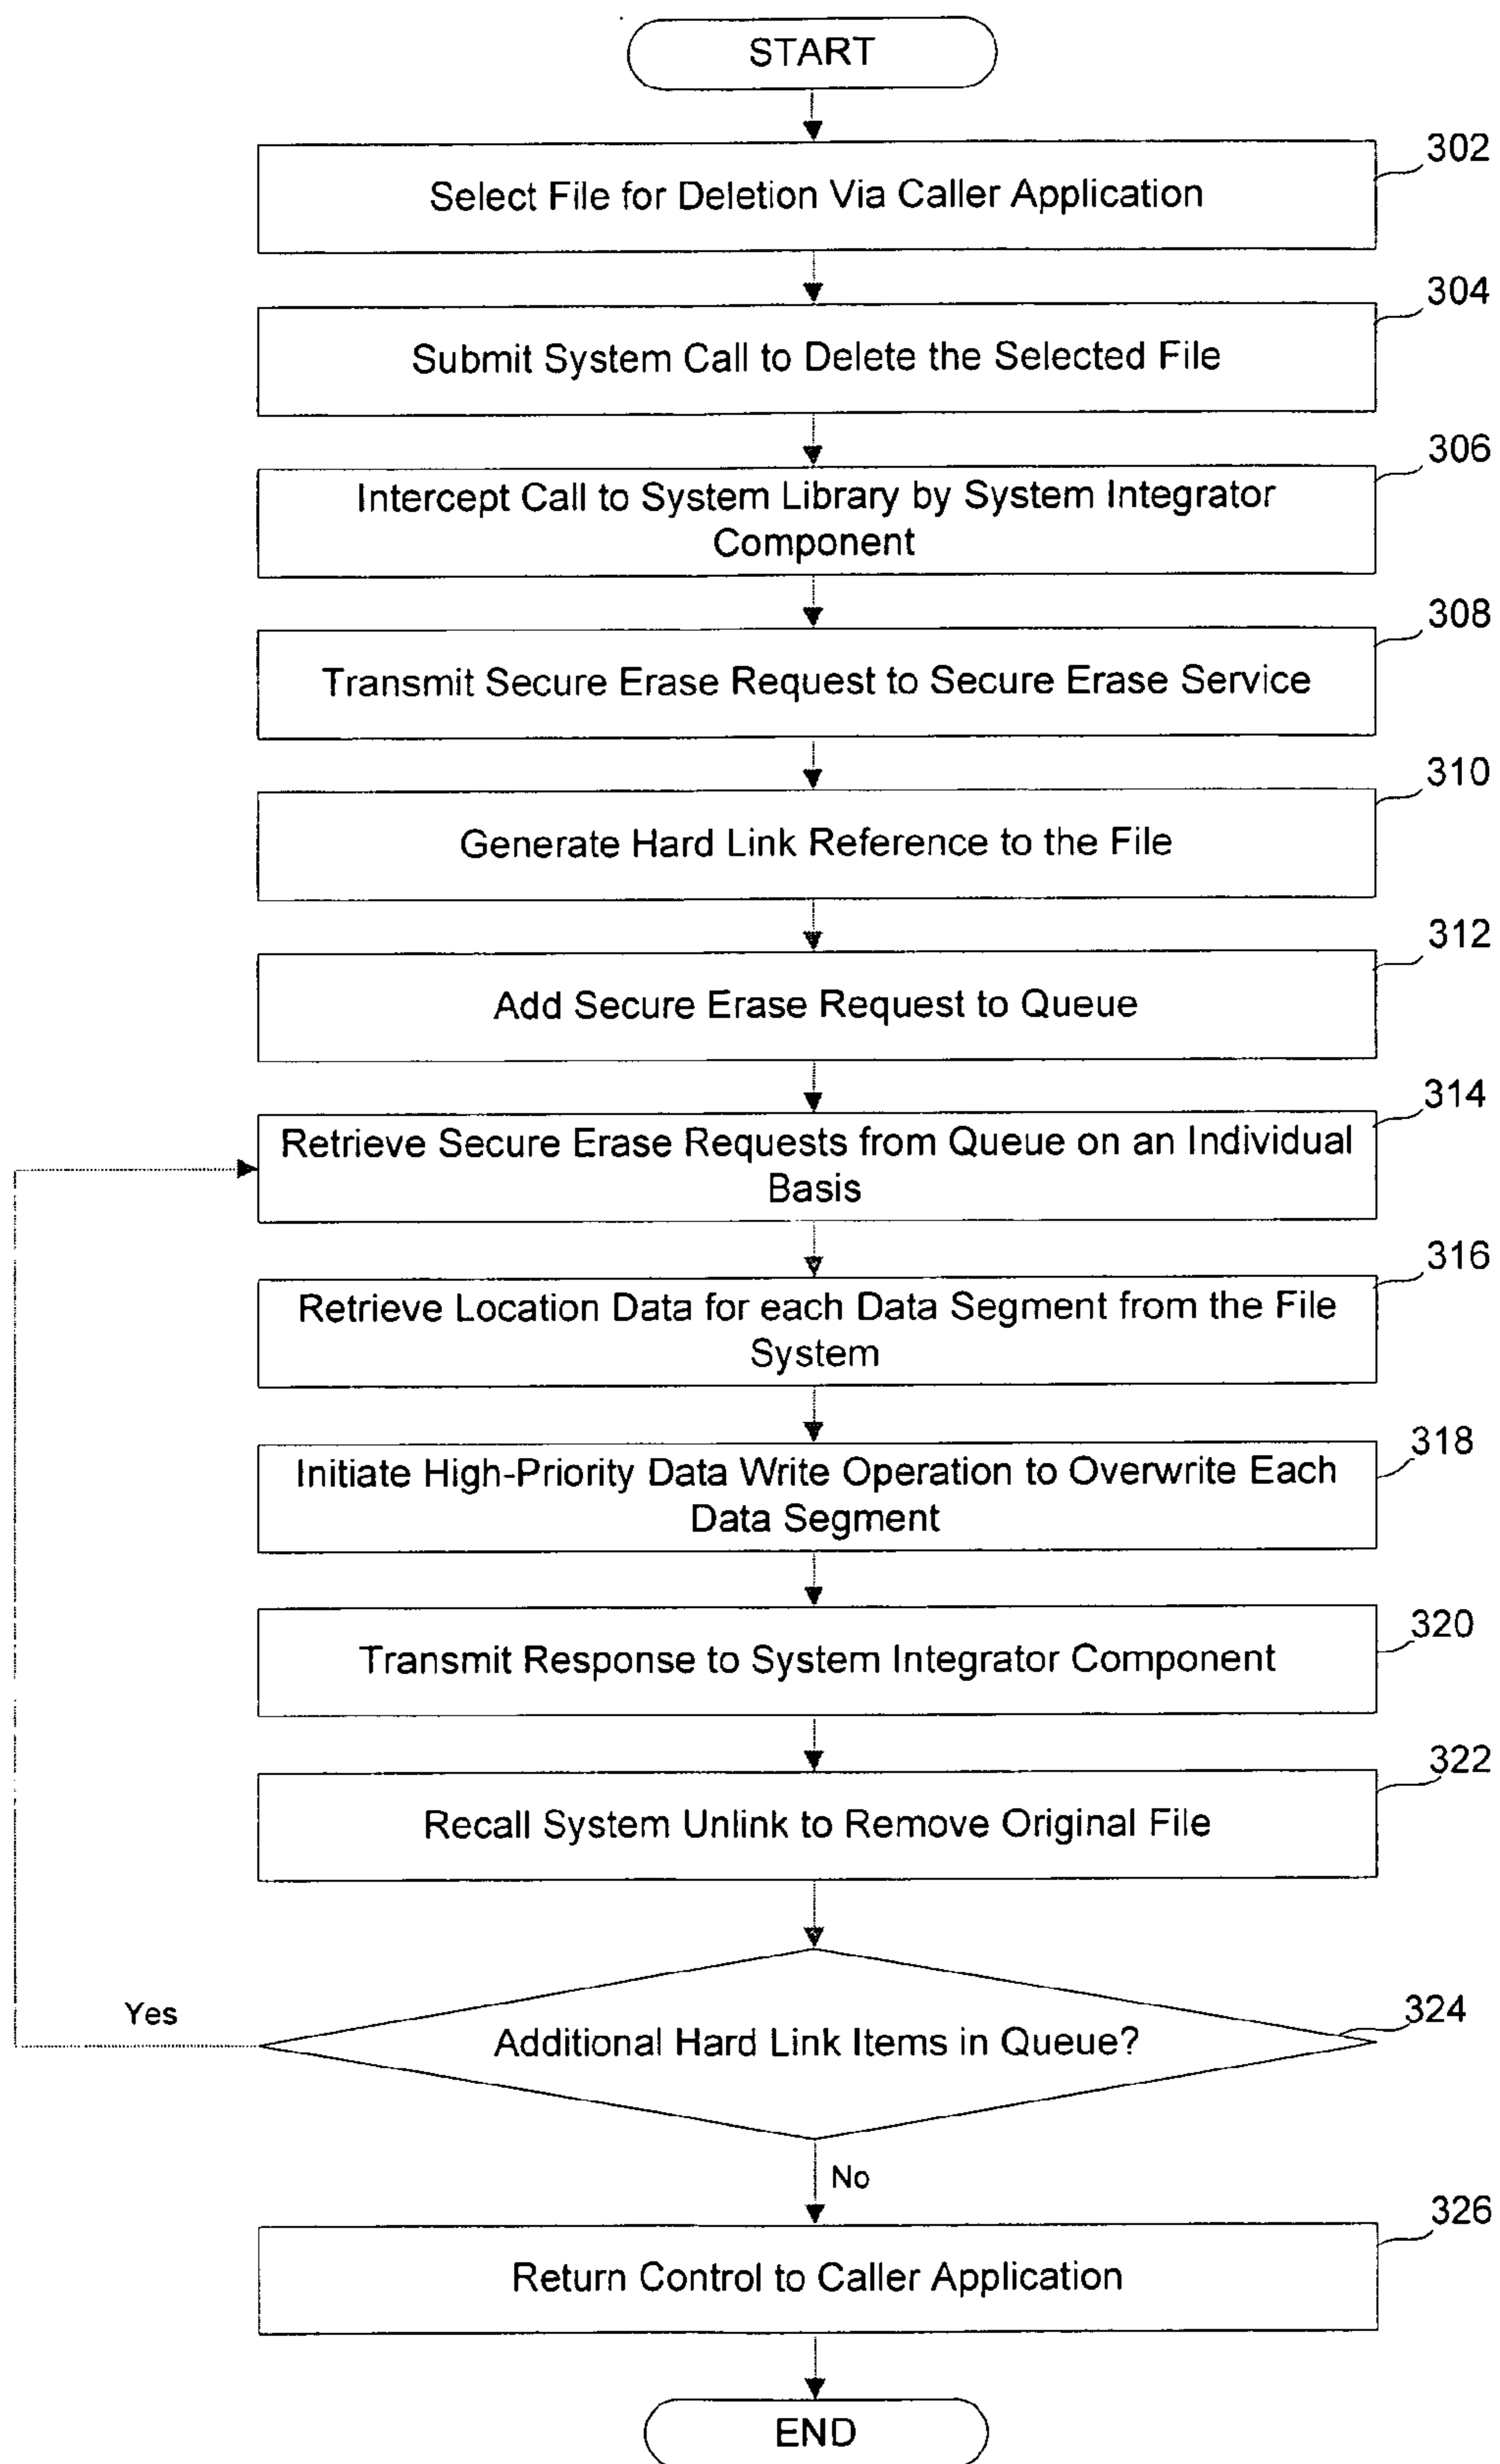 START
302
Select File for Deletion Via Caller Application
304
Submit System Call to Delete the Selected File
306
Intercept Call to System Library by System Integrator
Component
308
Transmit Secure Erase Request to Secure Erase Service
310
Generate Hard Link Reference to the File
312
Add Secure Erase Request to Queue
314
Retrieve Secure Erase Requests from Queue on an Individual
Basis
316
Retrieve Location Data for each Data Segment from the File
System
318
Initiate High-Priority Data Write Operation to Overwrite Each
Data Segment
320
Transmit Response to System Integrator Component
322
Recall System Unlink to Remove Original File
324
Yes
Additional Hard Link Items in Queue?
No
326
Return Control to Caller Application
END